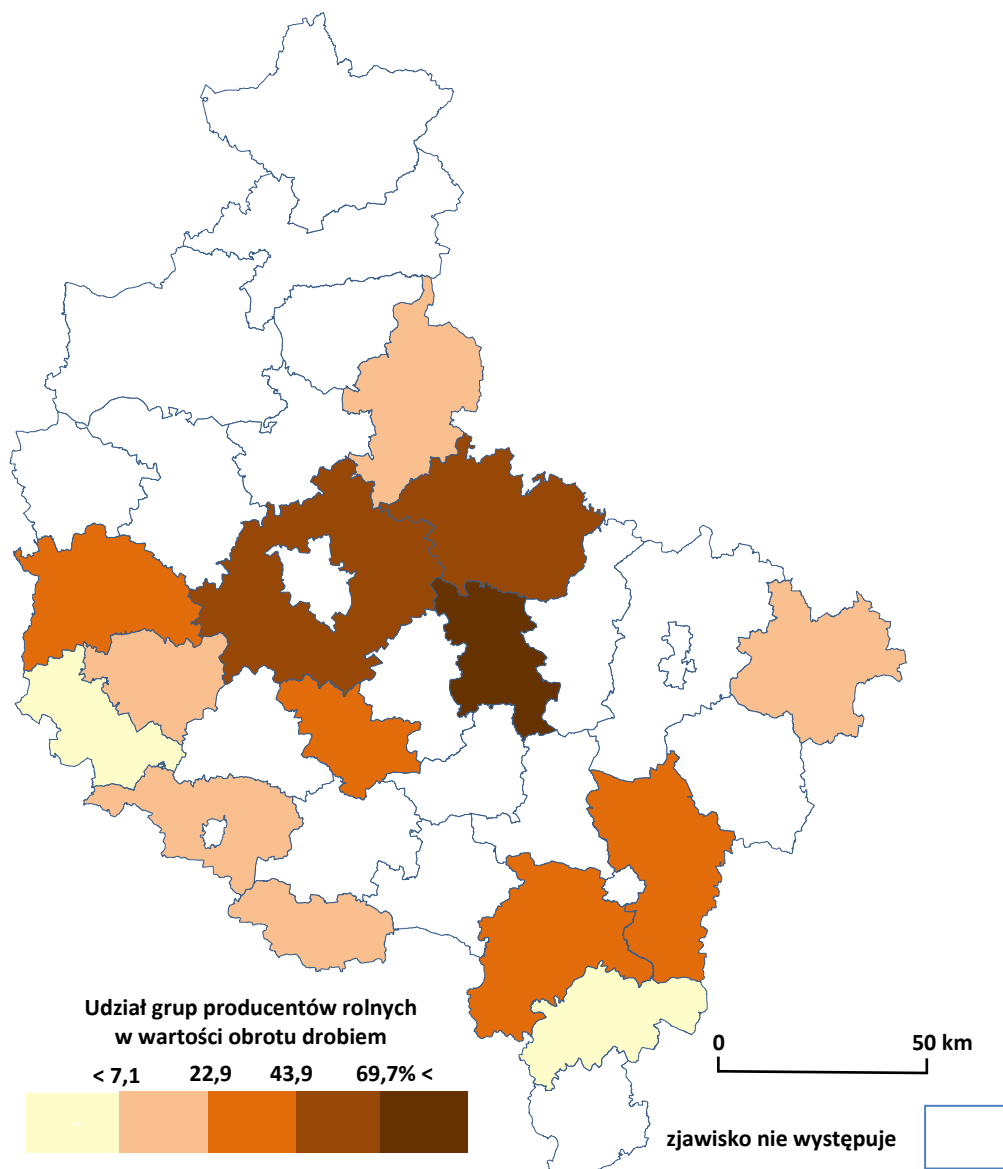 Udział grup producentów rolnych
w wartości obrotu drobiem
< 7,1 22,9 43,9 69,7% <
0 50 km
zjawisko nie występuje